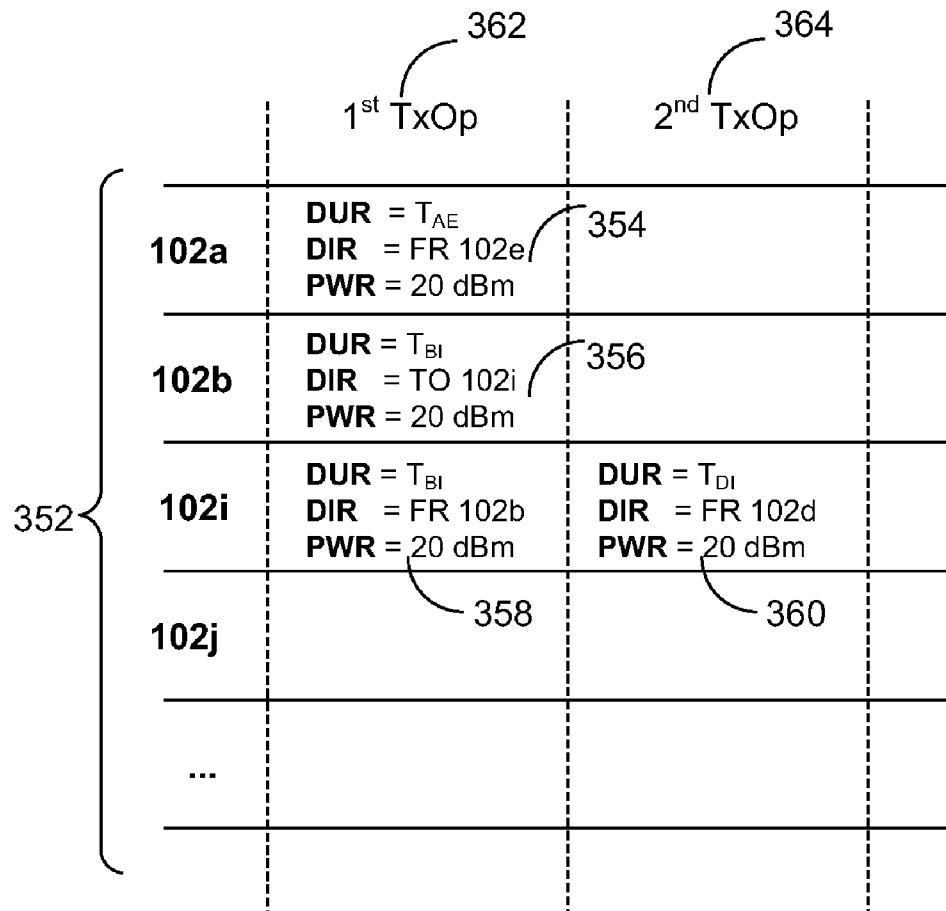 362
364
1st TxOp
2nd TxOp
102a
DUR = TAE
DIR = FR 102e
PWR = 20 dBm
354
102b
DUR = TBI
DIR = TO 102i
PWR = 20 dBm
356
352
102i
DUR = TBI
DIR = FR 102b
PWR = 20 dBm
358
DUR = TDI
DIR = FR 102d
PWR = 20 dBm
360
102j
...